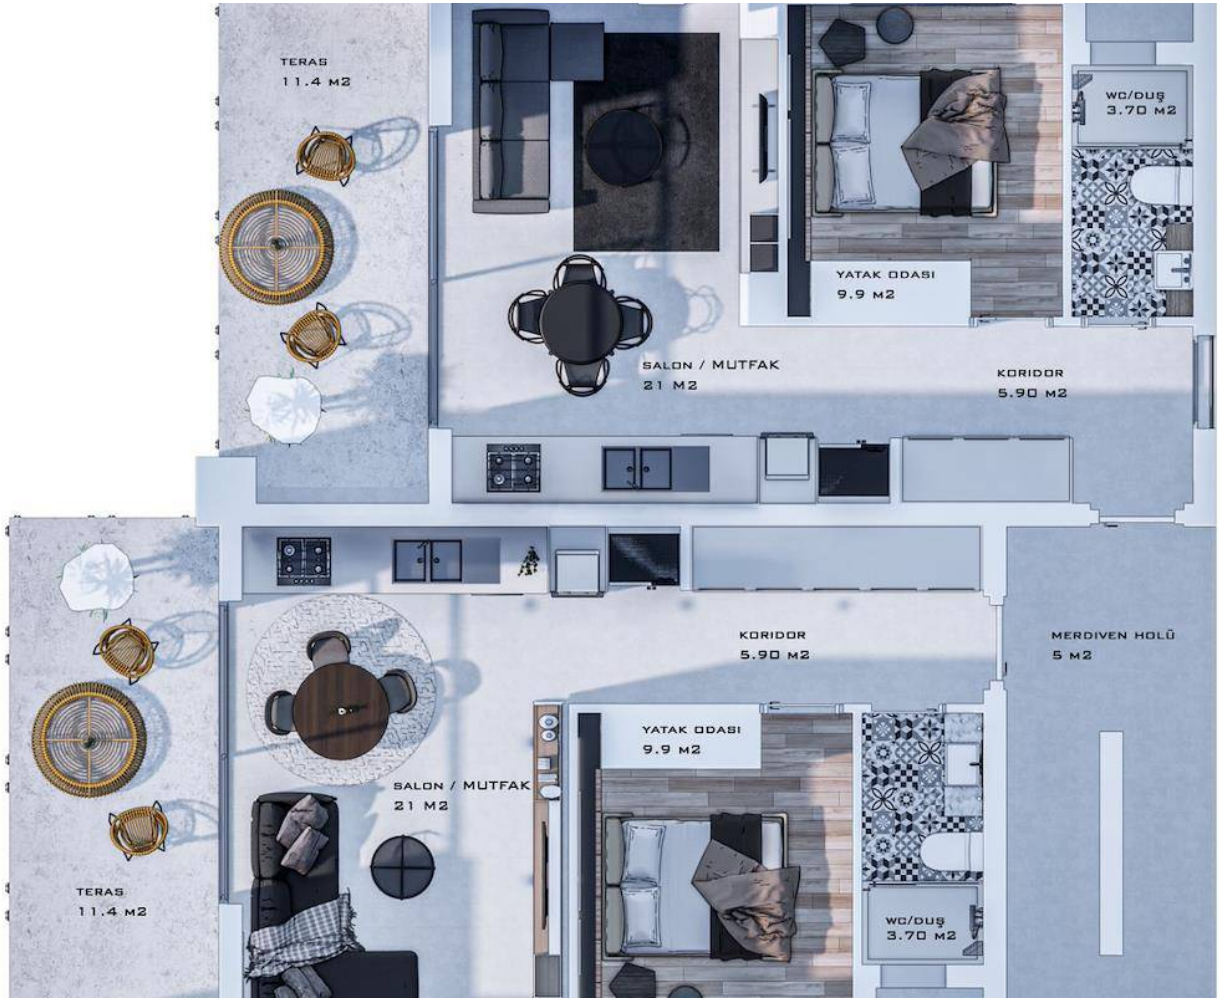 TERAS
11.4 M2
WC/DUŞ
3.70 M2
YATAK ODASI
9.9 M2
SALON / MUTFAK
21 M2
KORIDOR
5.90 M2
KORIDOR
5.90 M2
MERDIVEN HOLÜ
5 M2
YATAK ODASI
9.9 M2
SALON / MUTFAK
21 M2
TERAS
11.4 M2
WC/DUŞ
3.70 M2